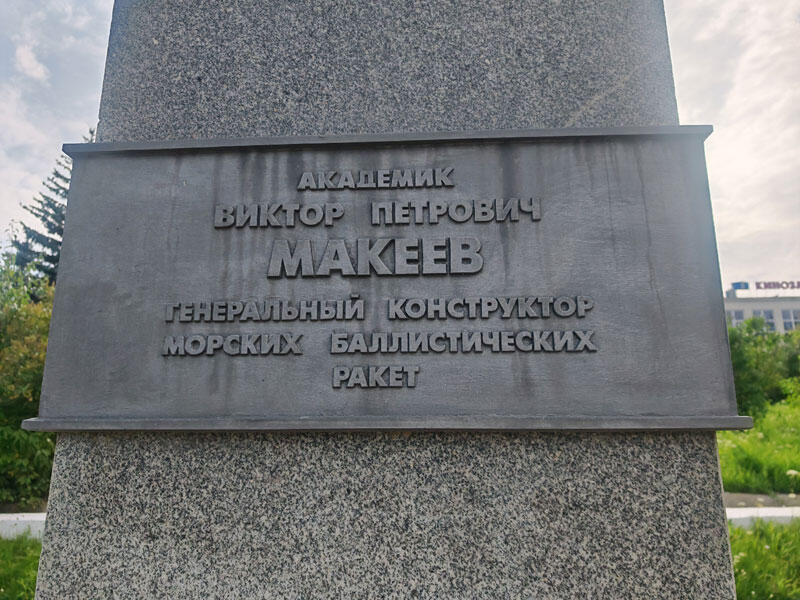 АКАДЕМИК
ВИКТОР ПЕТРОВИЧ
МАКЕЕВ
ГЕНЕРАЛЬНЫЙ КОНСТРУКТОР
МОРСКИХ БАЛЛИСТИЧЕСКИХ
РАКЕТ